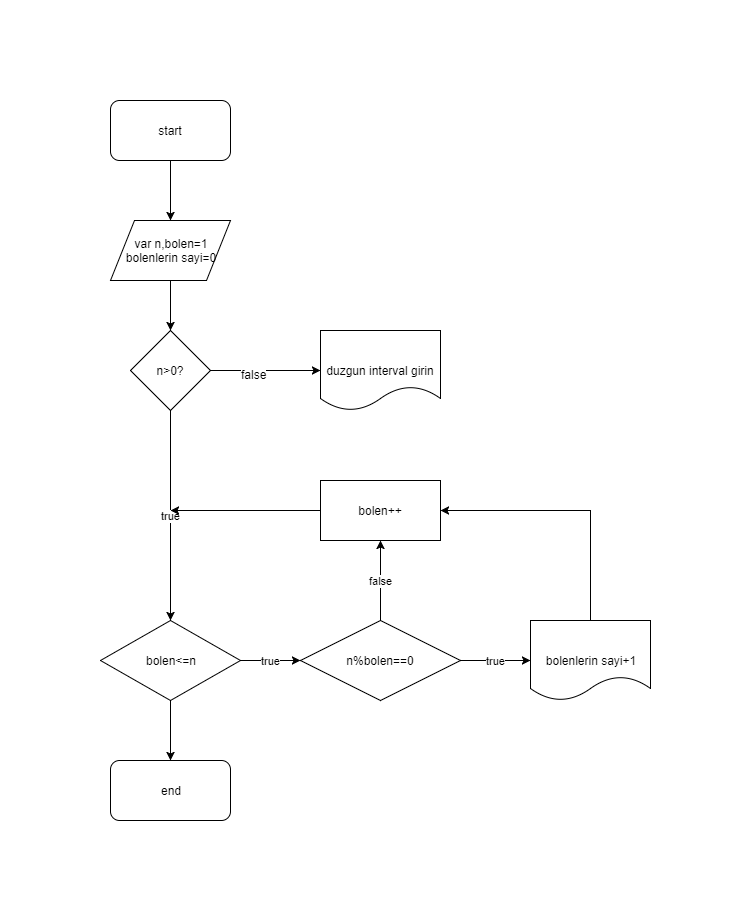 start
var n,bolen=1
bolenlerin sayi=0
n>0?
false
duzgun interval girin
bolen++
true
false
bolen<=n
true
n%bolen==0
true
bolenlerin sayi+1
end